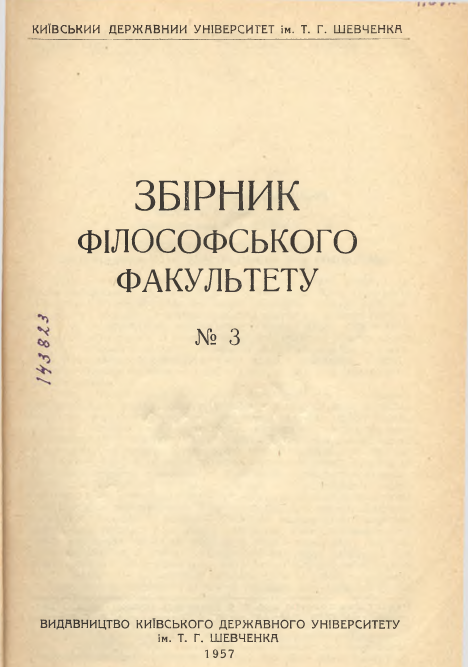 КИЇВСЬКИЙ ДЕРЖАВНИЙ УНІВЕРСИТЕТ ім. Т. Г. ШЕВЧЕНКА
ЗБІРНИК
ФІЛОСОФСЬКОГО
ФАКУЛЬТЕТУ
№ 3
143823
ВИДАВНИЦТВО КИЇВСЬКОГО ДЕРЖАВНОГО УНІВЕРСИТЕТУ
ім. Т. Г. ШЕВЧЕНКА
1957